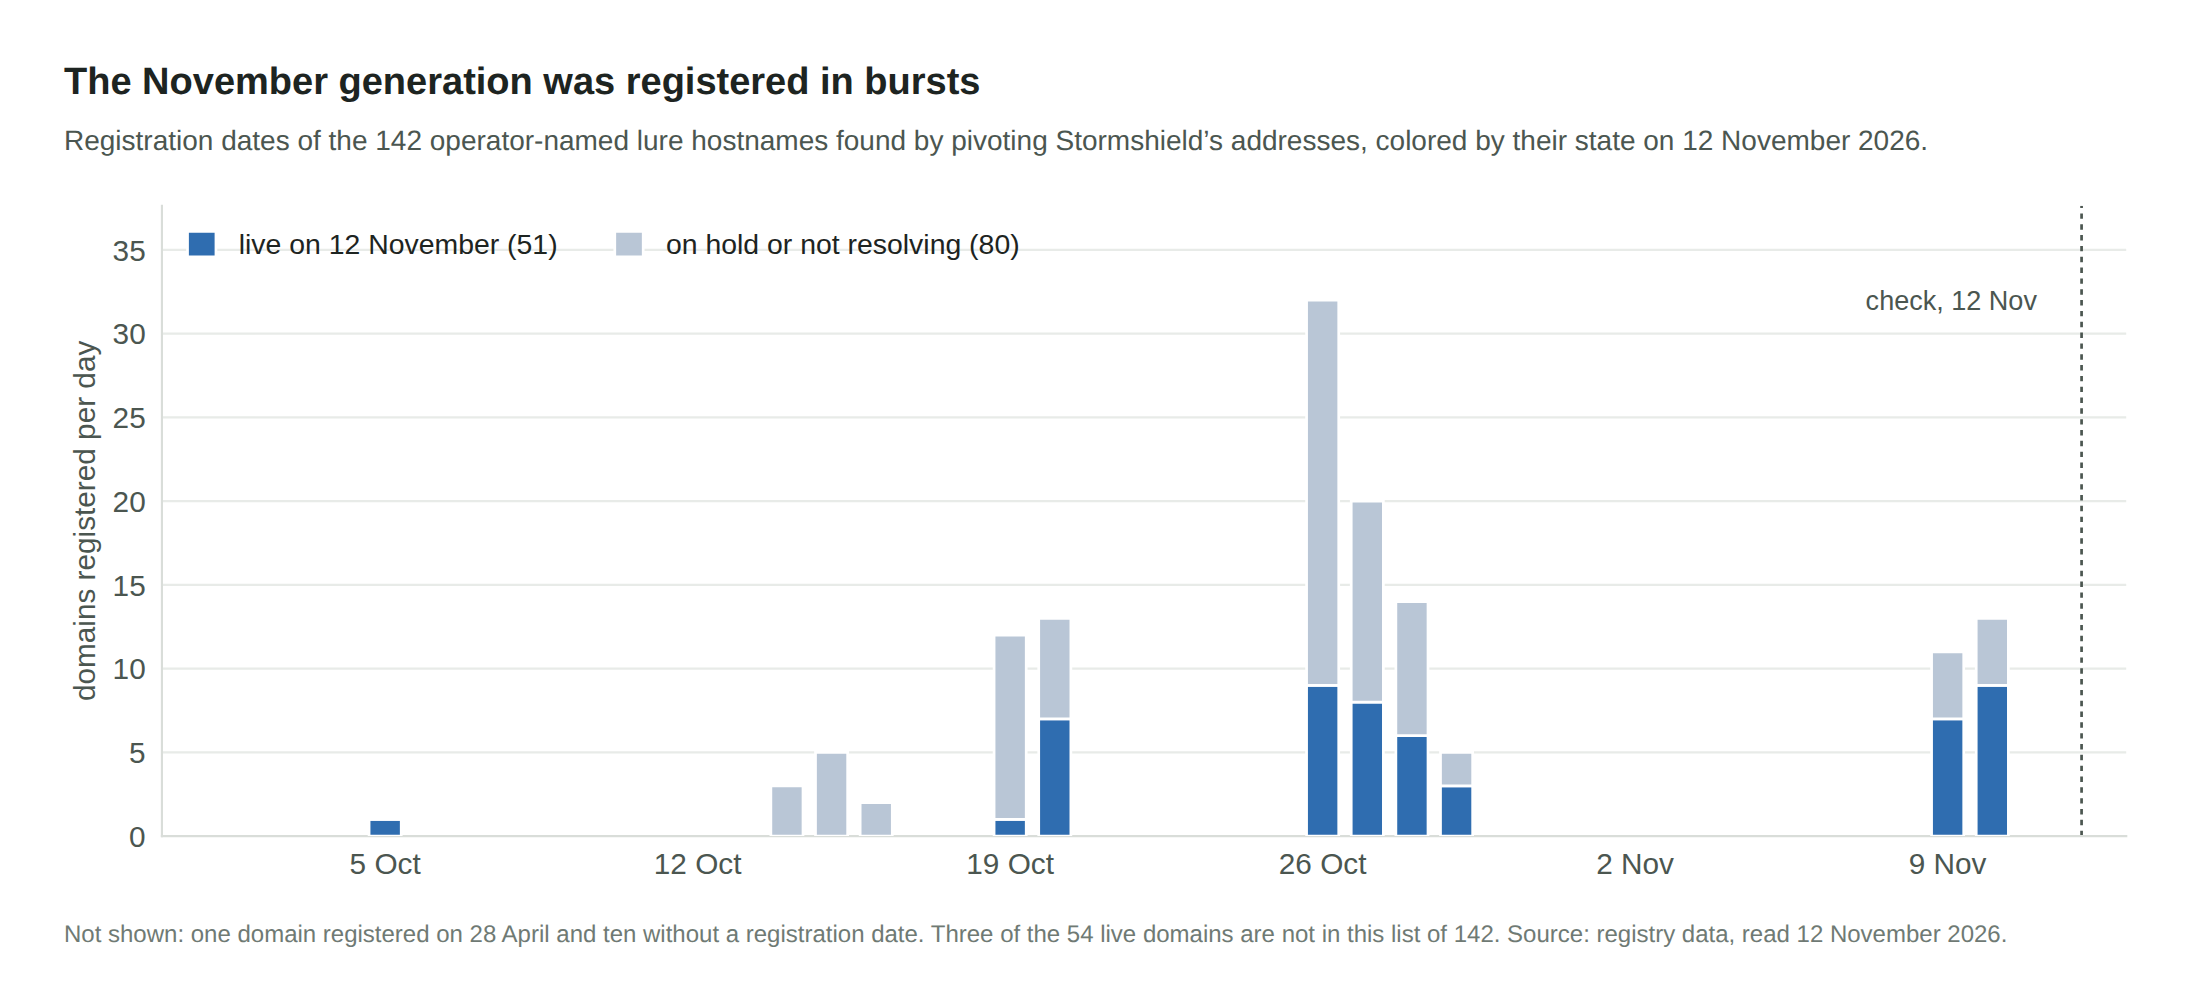 The November generation was registered in bursts
Registration dates of the 142 operator-named lure hostnames found by pivoting Stormshield’s addresses, colored by their state on 12 November 2026.
live on 12 November (51)
on hold or not resolving (80)
check, 12 Nov
domains registered per day
35
30
25
20
15
10
5
0
5 Oct
12 Oct
19 Oct
26 Oct
2 Nov
9 Nov
Not shown: one domain registered on 28 April and ten without a registration date. Three of the 54 live domains are not in this list of 142. Source: registry data, read 12 November 2026.